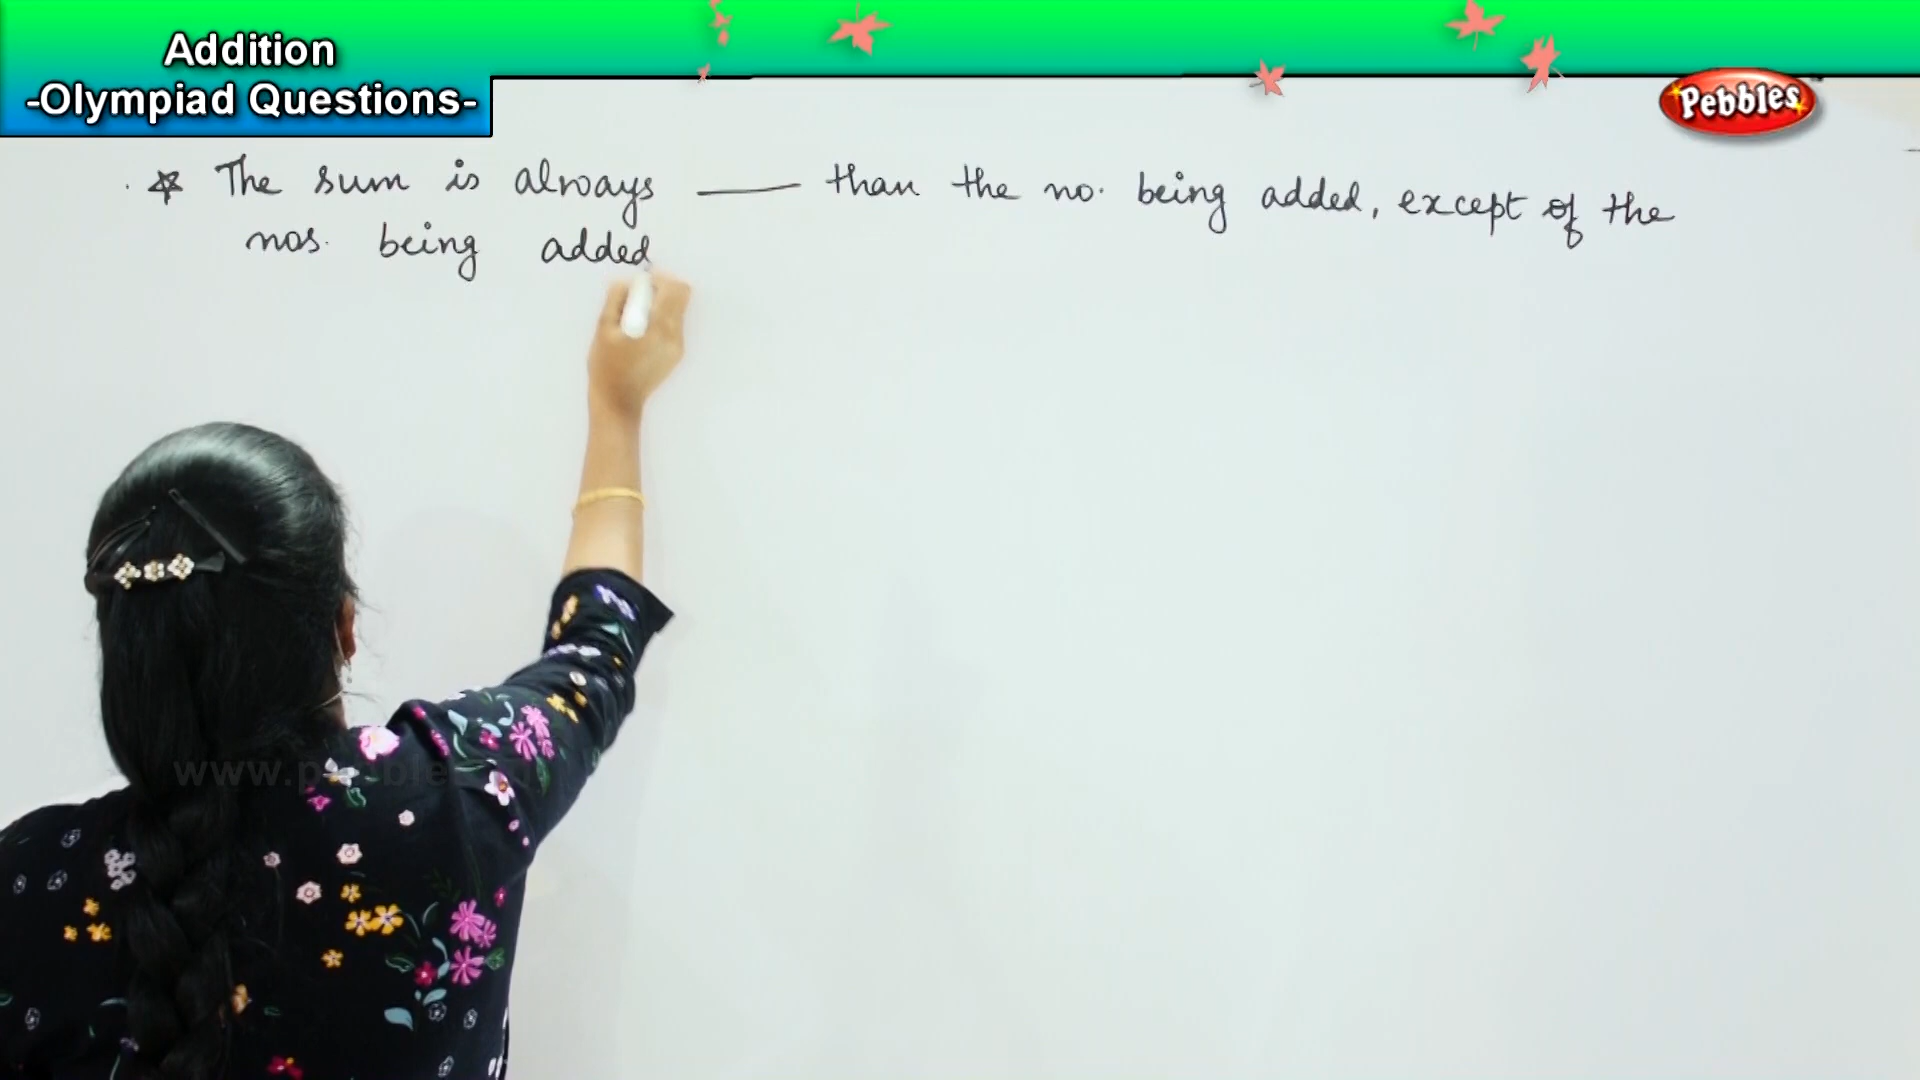 Addition
-Olympiad Questions-
Pebbles
☆ The sum is always ____ than the no. being added, except of the
nos. being added